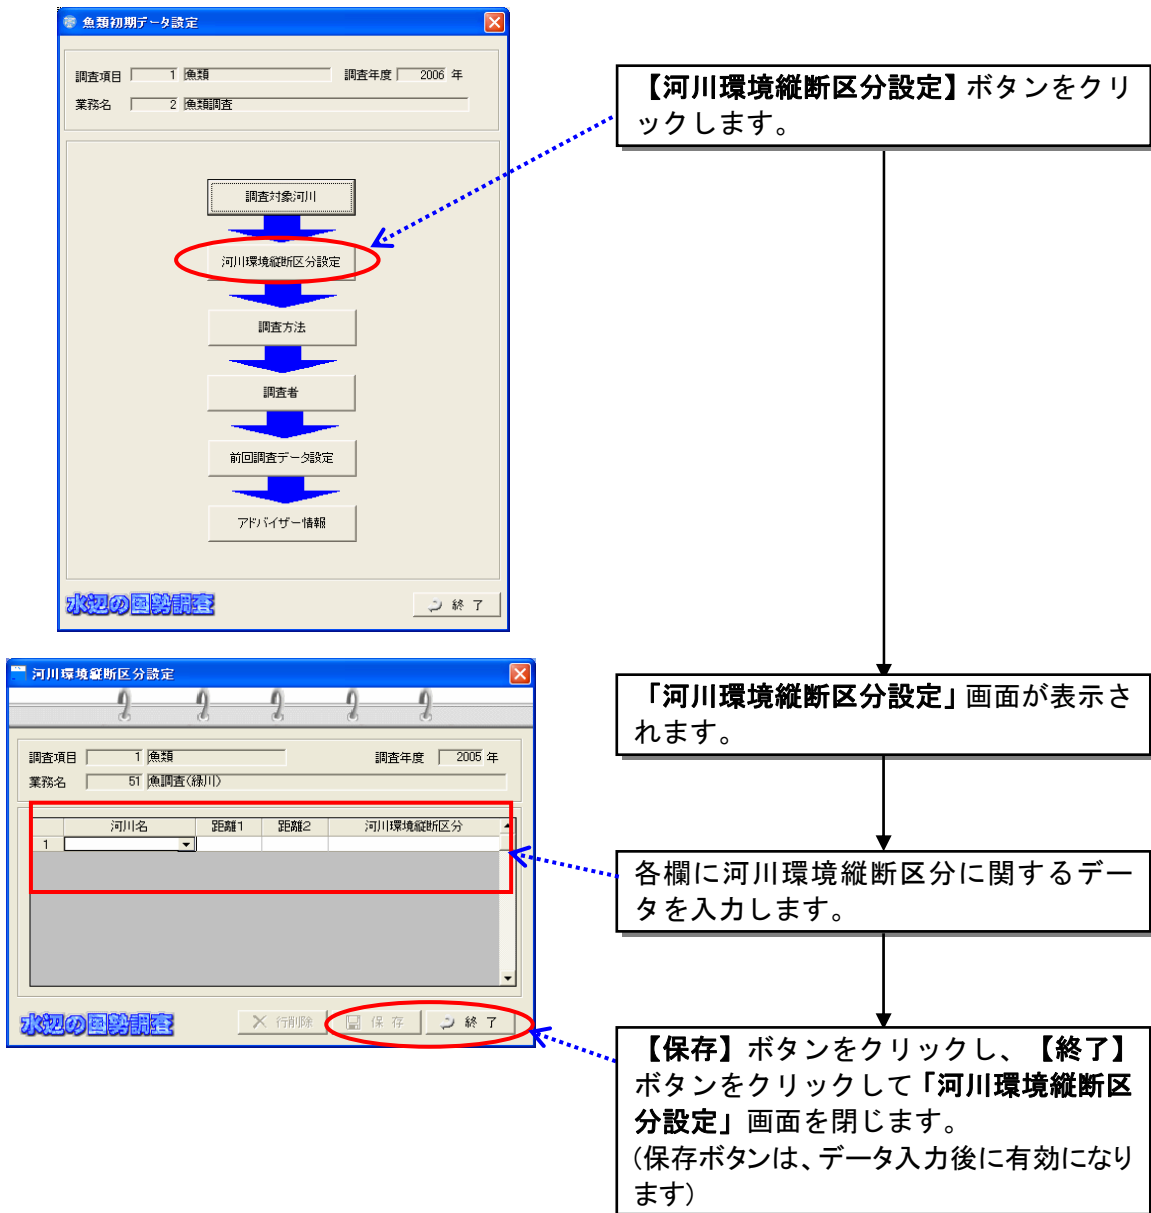 魚類初期データ設定
調査項目 1 魚類 調査年度 2006 年
業務名 2 魚類調査
調査対象河川
河川環境縦断区分設定
調査方法
調査者
前回調査データ設定
アドバイザー情報
水辺の国勢調査 終 了
【河川環境縦断区分設定】ボタンをクリ
ックします。
河川環境縦断区分設定
調査項目 1 魚類 調査年度 2005 年
業務名 51 魚調査(緑川)
河川名 距離1 距離2 河川環境縦断区分
1
水辺の国勢調査 行削除 保 存 終 了
「河川環境縦断区分設定」画面が表示さ
れます。
各欄に河川環境縦断区分に関するデー
タを入力します。
【保存】ボタンをクリックし、【終了】
ボタンをクリックして「河川環境縦断区
分設定」画面を閉じます。
(保存ボタンは、データ入力後に有効になり
ます)